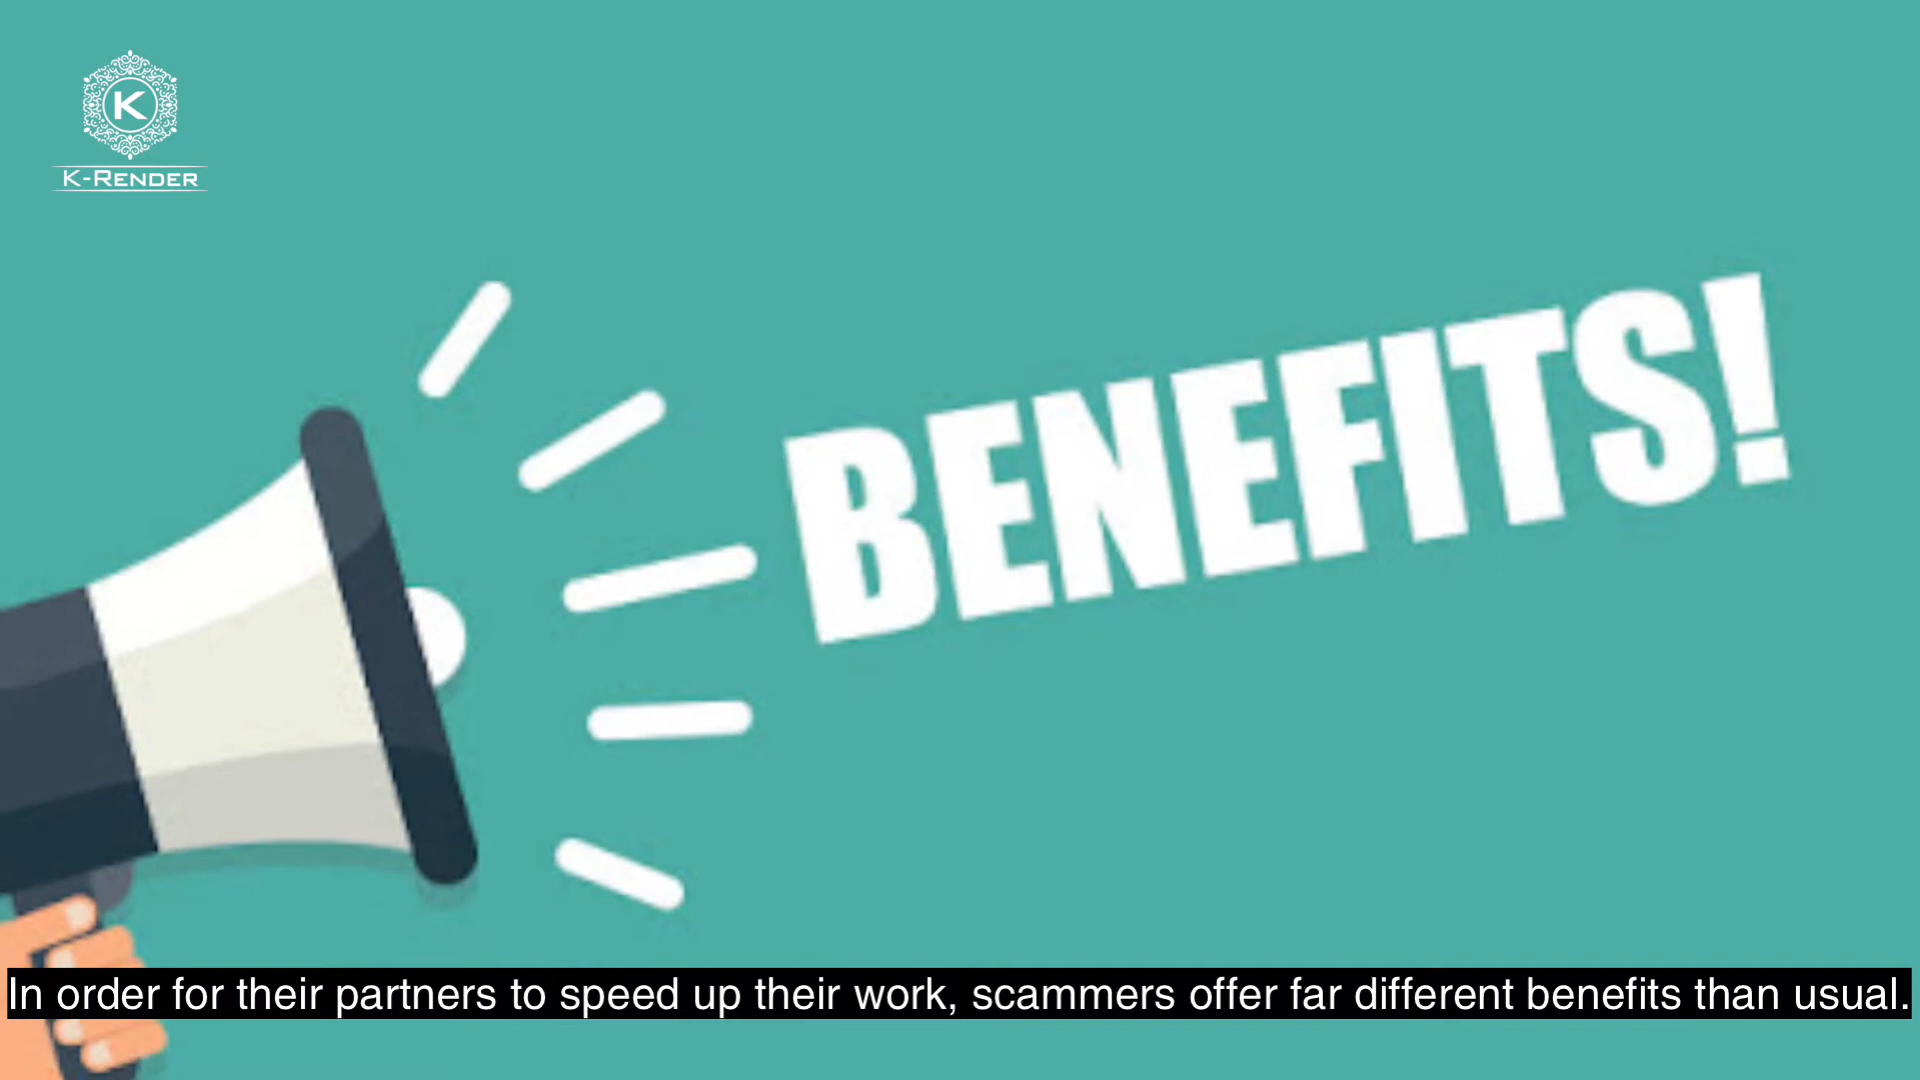 K
K-RENDER
BENEFITS!
In order for their partners to speed up their work, scammers offer far different benefits than usual.